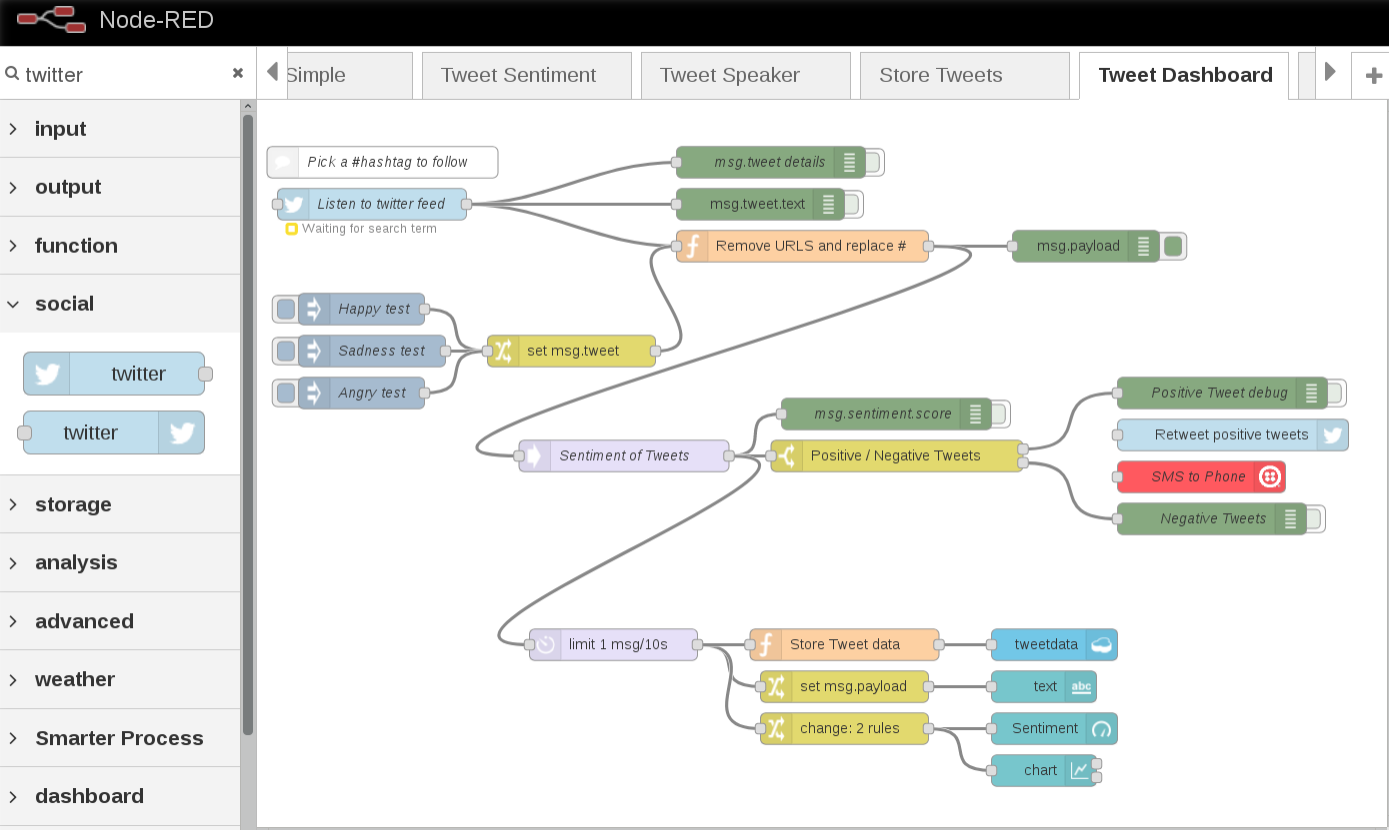 Node-RED
twitter
Simple
Tweet Sentiment
Tweet Speaker
Store Tweets
Tweet Dashboard
input
output
function
social
twitter
twitter
storage
analysis
advanced
weather
Smarter Process
dashboard
Pick a #hashtag to follow
Listen to twitter feed
Waiting for search term
msg.tweet details
msg.tweet.text
Remove URLS and replace #
msg.payload
Happy test
Sadness test
Angry test
set msg.tweet
msg.sentiment.score
Sentiment of Tweets
Positive / Negative Tweets
Positive Tweet debug
Retweet positive tweets
SMS to Phone
Negative Tweets
limit 1 msg/10s
Store Tweet data
tweetdata
set msg.payload
text
abc
change: 2 rules
Sentiment
chart